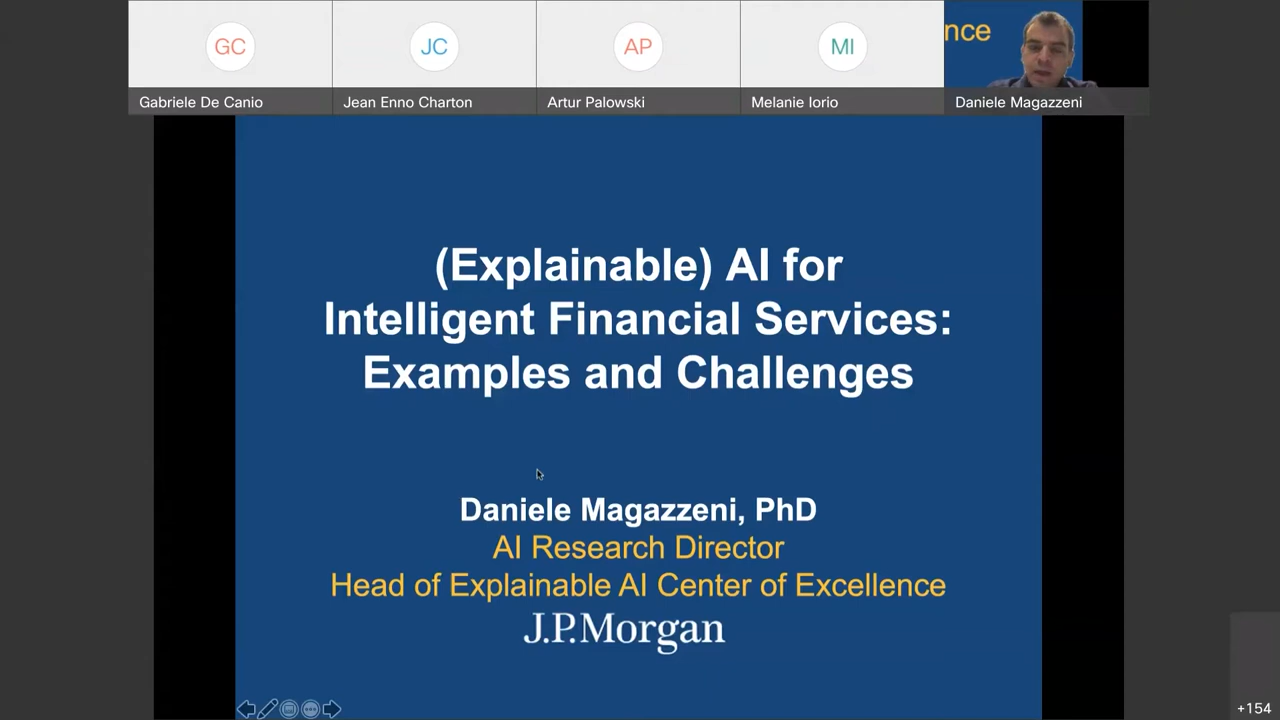 GC
JC
AP
MI
nce
Gabriele De Canio
Jean Enno Charton
Artur Palowski
Melanie Iorio
Daniele Magazzeni
(Explainable) AI for
Intelligent Financial Services:
Examples and Challenges
Daniele Magazzeni, PhD
AI Research Director
Head of Explainable AI Center of Excellence
J.P.Morgan
+154